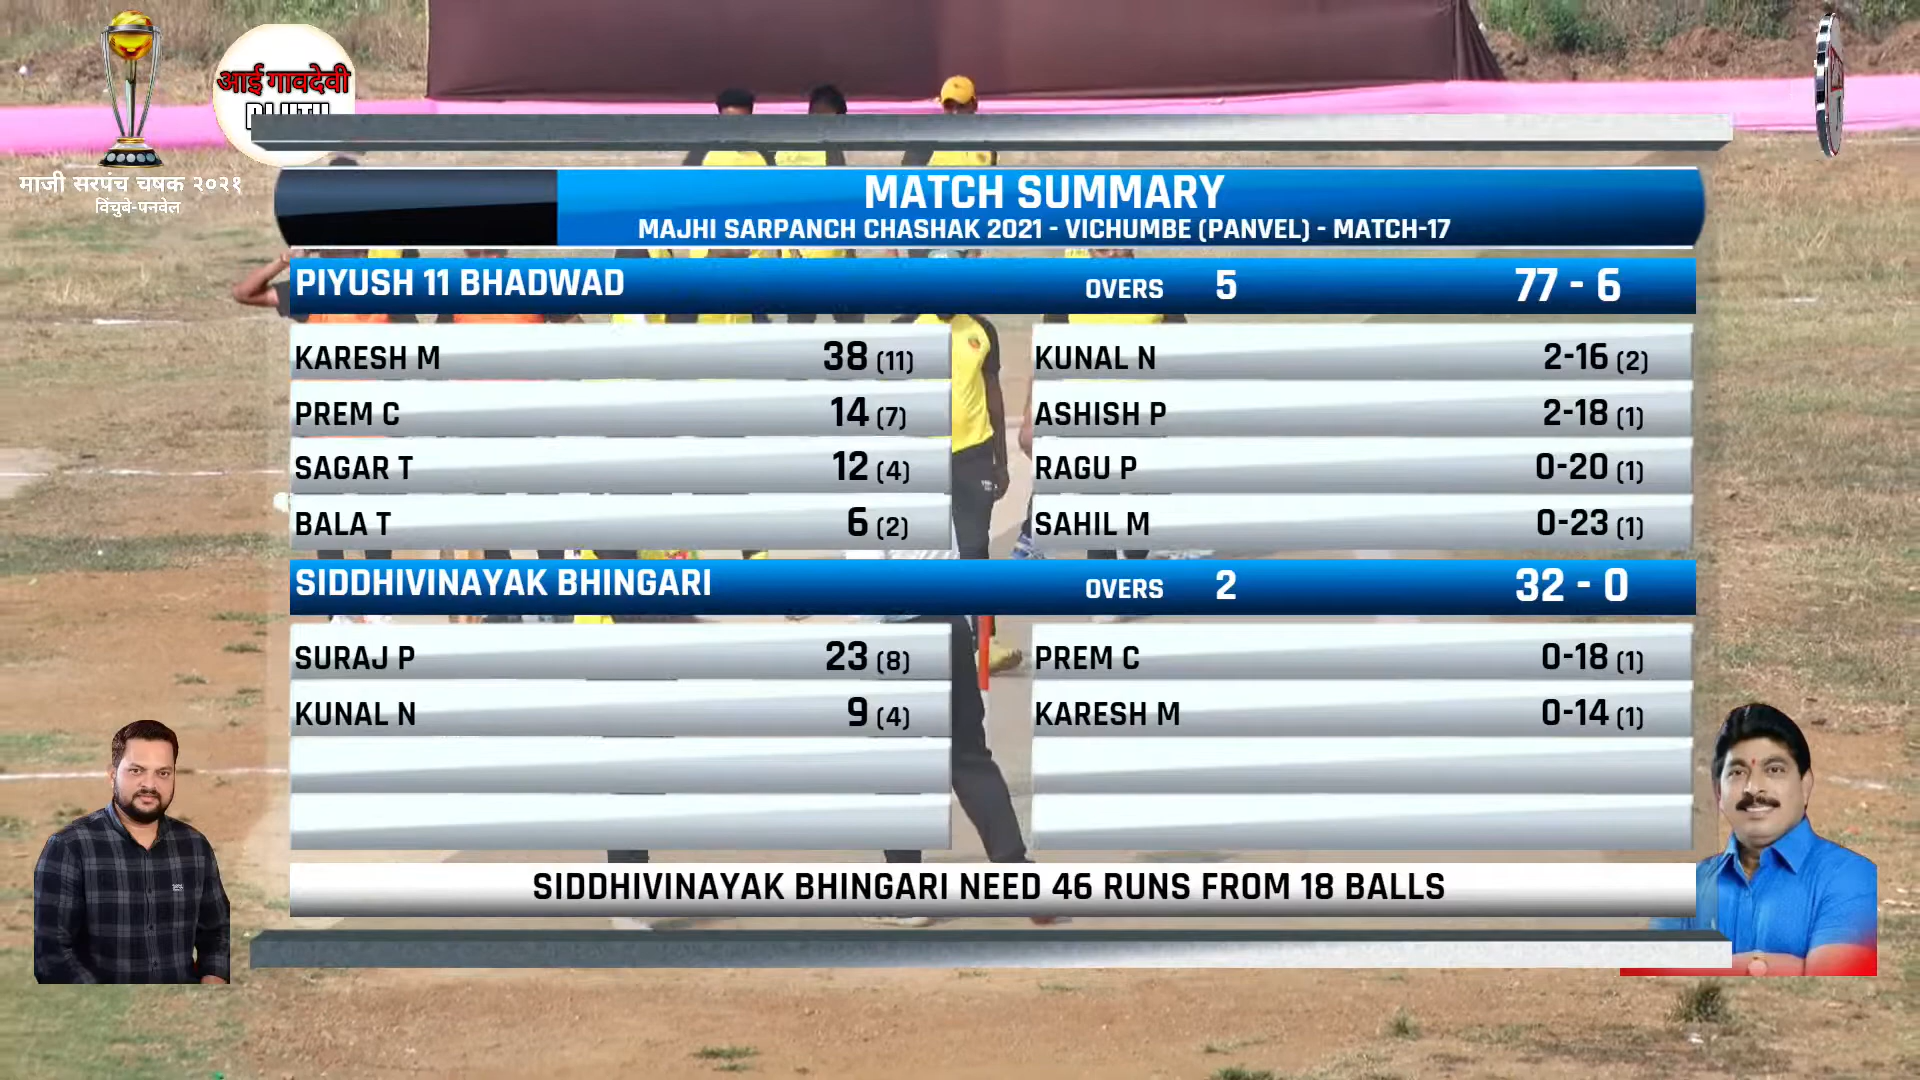 आई गावदेवी
माजी सरपंच चषक २०२१
विंचुबे-पनवेल
MATCH SUMMARY
MAJHI SARPANCH CHASHAK 2021 - VICHUMBE (PANVEL) - MATCH-17
PIYUSH 11 BHADWAD OVERS 5 77 - 6
KARESH M 38 (11) KUNAL N 2-16 (2)
PREM C 14 (7) ASHISH P 2-18 (1)
SAGAR T 12 (4) RAGU P 0-20 (1)
BALA T 6 (2) SAHIL M 0-23 (1)
SIDDHIVINAYAK BHINGARI OVERS 2 32 - 0
SURAJ P 23 (8) PREM C 0-18 (1)
KUNAL N 9 (4) KARESH M 0-14 (1)
SIDDHIVINAYAK BHINGARI NEED 46 RUNS FROM 18 BALLS